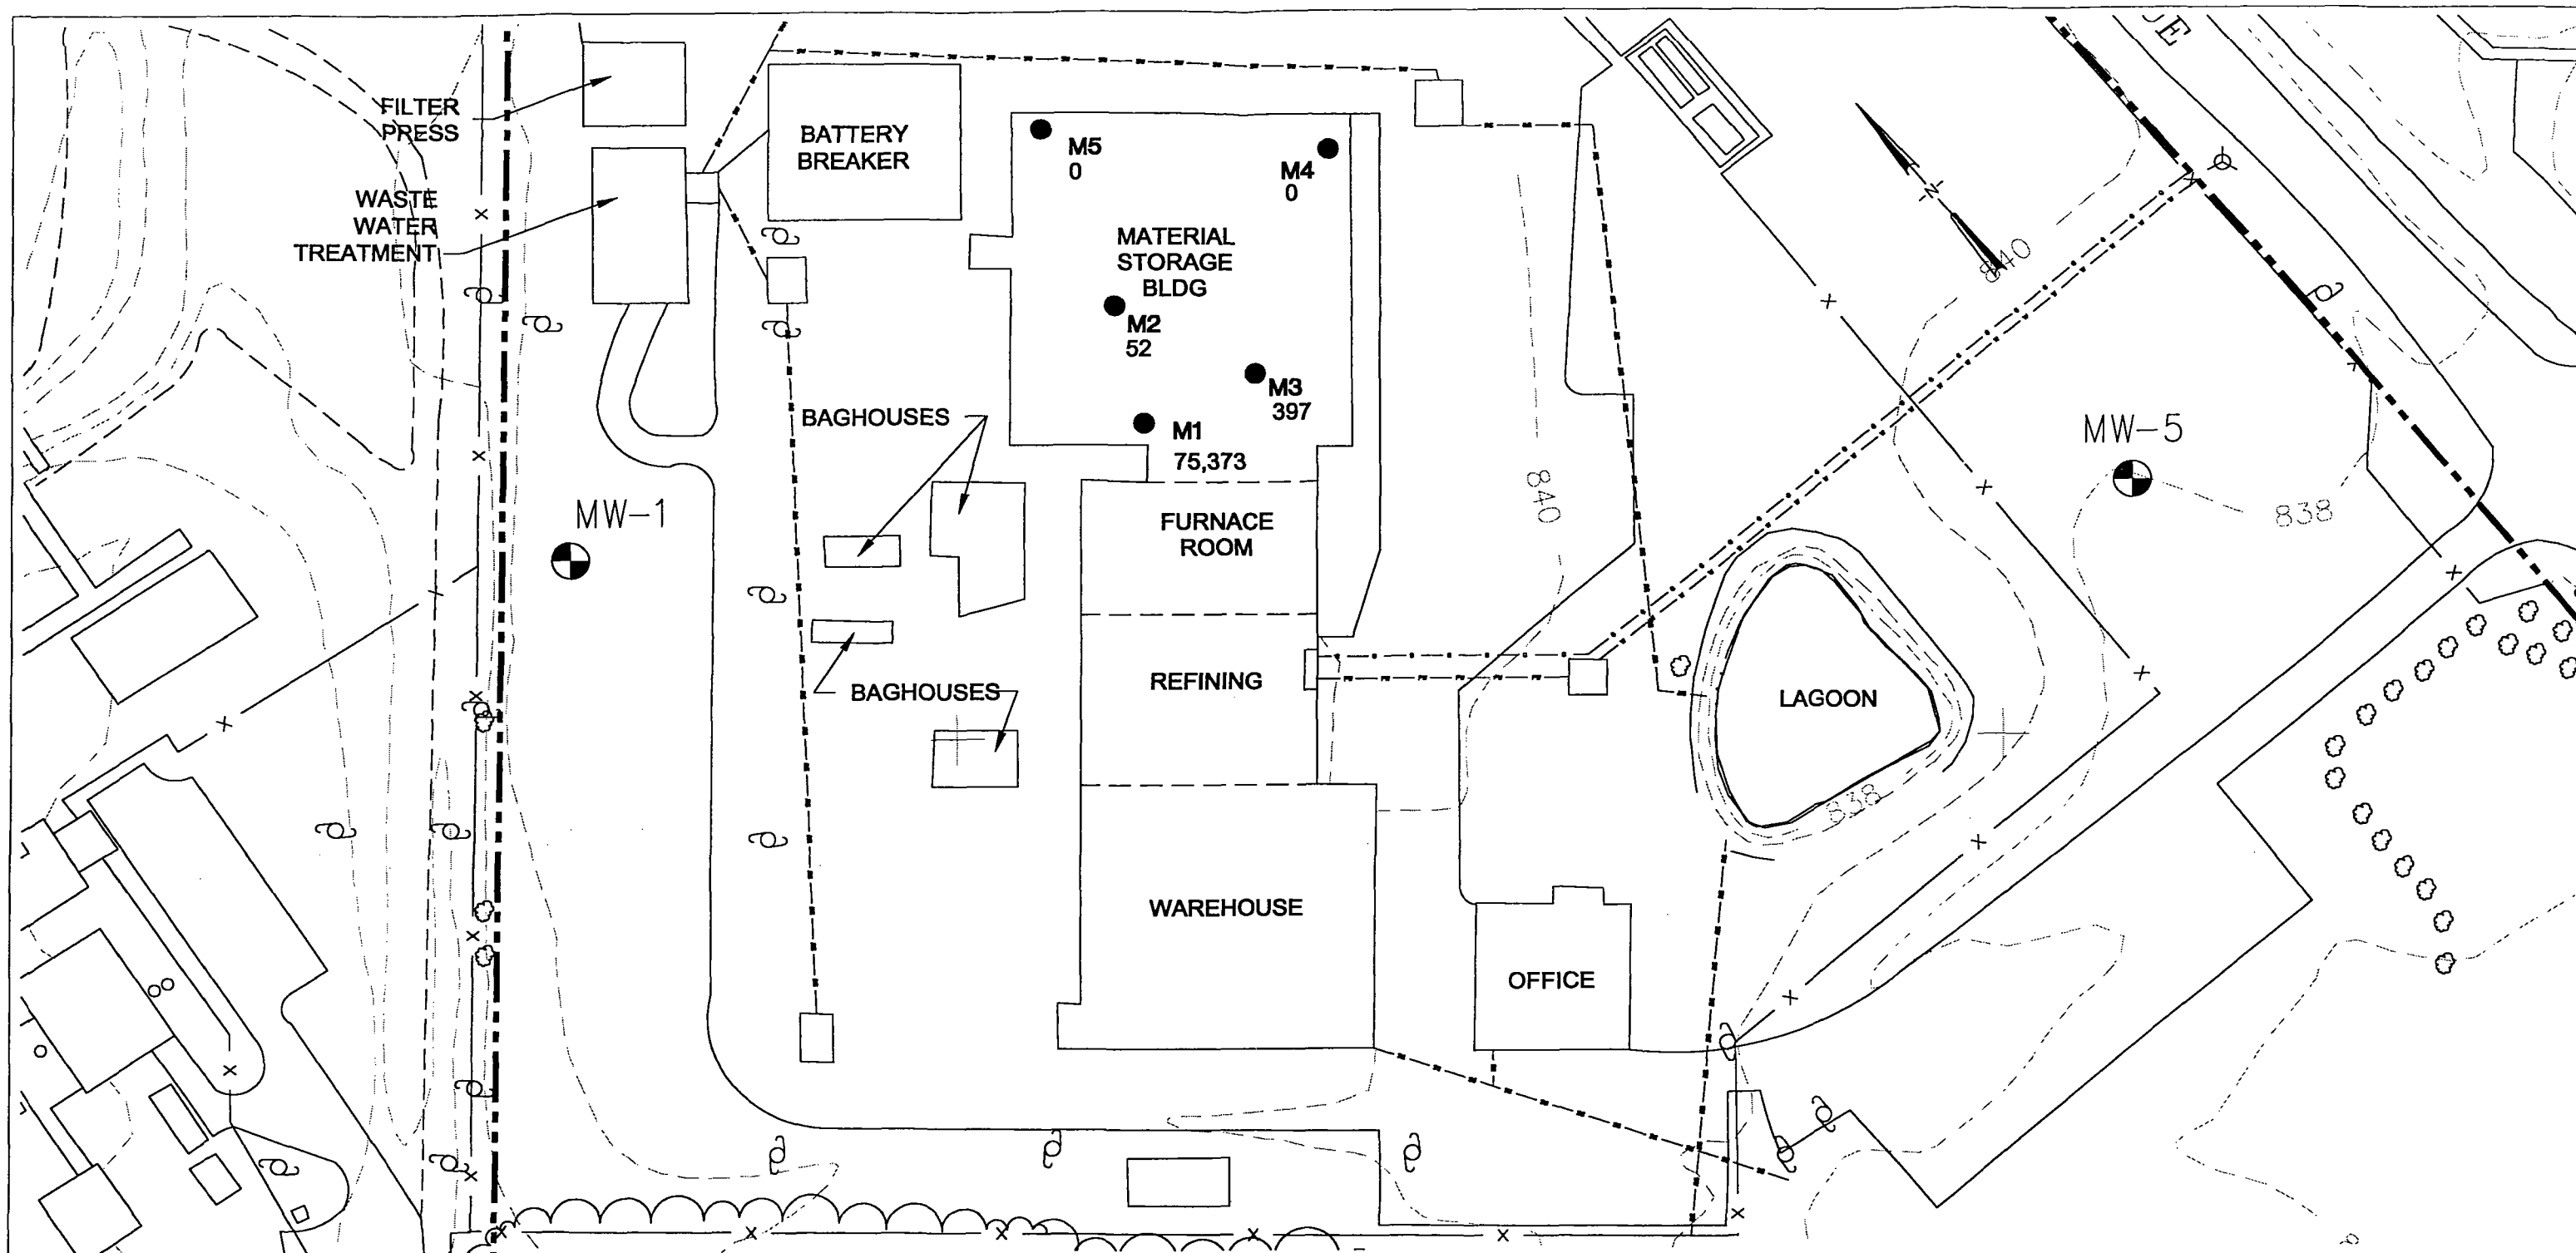 SE
FILTER
PRESS
BATTERY
BREAKER
M5
0
M4
0
WASTE
WATER
TREATMENT
N
MATERIAL
STORAGE
BLDG
840
M2
52
M3
397
BAGHOUSES
M1
75,373
MW-5
838
840
MW-1
FURNACE
ROOM
REFINING
BAGHOUSES
LAGOON
838
WAREHOUSE
OFFICE